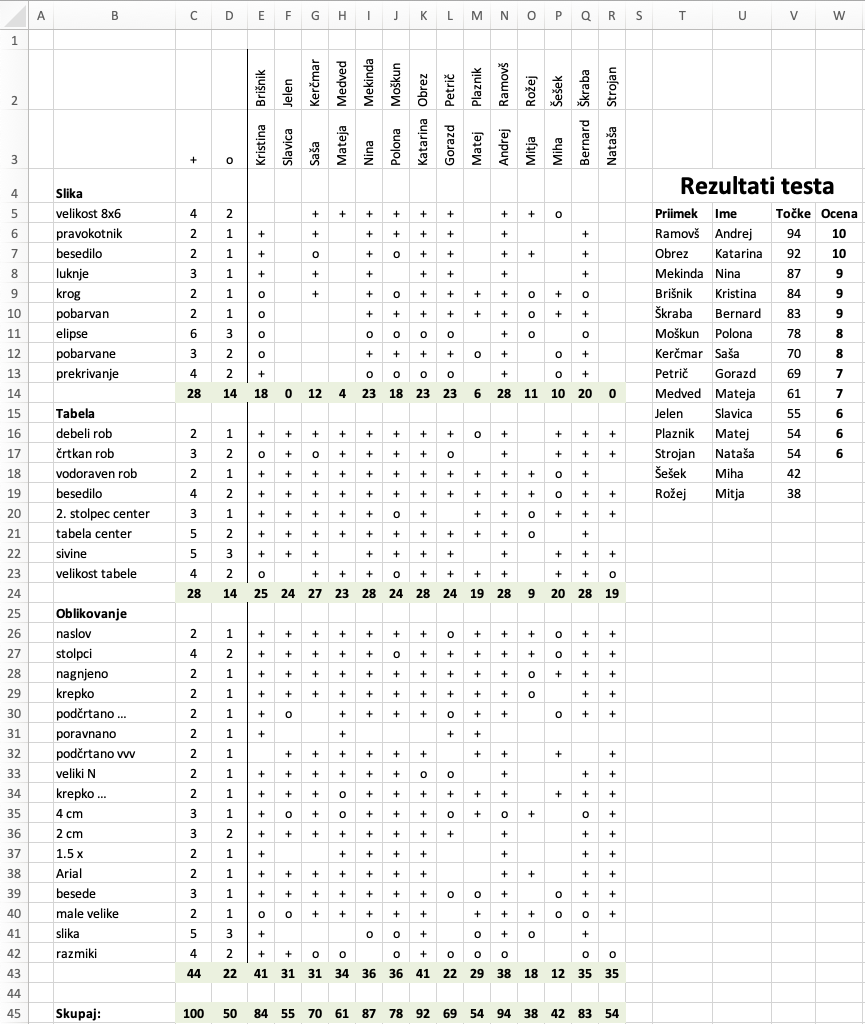 A B C D E F G H I J K L M N O P Q R S T U V W
1
2 Brišnik Jelen Kerčmar Medved Mekinda Moškun Obrez Petrič Plaznik Ramovš Rožej Šešek Škraba Strojan
3 + o Kristina Slavica Saša Mateja Nina Polona Katarina Gorazd Matej Andrej Mitja Miha Bernard Nataša
4 Slika Rezultati testa
5 velikost 8x6 4 2 + + + + + + + + o Priimek Ime Točke Ocena
6 pravokotnik 2 1 + + + + + + + + Ramovš Andrej 94 10
7 besedilo 2 1 + o + o + + + + + Obrez Katarina 92 10
8 luknje 3 1 + + + + + + + + Mekinda Nina 87 9
9 krog 2 1 o + + o + + + + o + o Brišnik Kristina 84 9
10 pobarvan 2 1 o + + + + + + o + + Škraba Bernard 83 9
11 elipse 6 3 o o o o o + o o Moškun Polona 78 8
12 pobarvane 3 2 o + + + + o + o + Kerčmar Saša 70 8
13 prekrivanje 4 2 + o o o o + o + Petrič Gorazd 69 7
14 28 14 18 0 12 4 23 18 23 23 6 28 11 10 20 0 Medved Mateja 61 7
15 Tabela Jelen Slavica 55 6
16 debeli rob 2 1 + + + + + + + + o + + + + Plaznik Matej 54 6
17 črtkan rob 3 2 o + o + + + + o + + + + Strojan Nataša 54 6
18 vodoraven rob 2 1 + + + + + + + + + + + o + Šešek Miha 42
19 besedilo 4 2 + + + + + + + + + + + o + + Rožej Mitja 38
20 2. stolpec center 3 1 + + + + + o + + + o + + +
21 tabela center 5 2 + + + + + + + + + + o +
22 sivine 5 3 + + + + + + + + + + +
23 velikost tabele 4 2 o + + + o + + + + + + o
24 28 14 25 24 27 23 28 24 28 24 19 28 9 20 28 19
25 Oblikovanje
26 naslov 2 1 + + + + + + + o + + + o + +
27 stolpci 4 2 + + + + + o + + + + + o + +
28 nagnjeno 2 1 + + + + + + + + + + o + + +
29 krepko 2 1 + + + + + + + + + + o + +
30 podčrtano ... 2 1 + o + + + + o + + o + +
31 poravnano 2 1 + + + +
32 podčrtano vvv 2 1 + + + + + + + + + +
33 veliki N 2 1 + + + + + + o o + + +
34 krepko ... 2 1 + + + o + + + + + + + + +
35 4 cm 3 1 + o + o + + + o + o + o +
36 2 cm 3 2 + + + + + + + + + + +
37 1.5 x 2 1 + + + + + + + +
38 Arial 2 1 + + + + + + + + + + +
39 besede 3 1 + + + + + + + o o + o + +
40 male velike 2 1 o o + + + + + + + + o o +
41 slika 5 3 + o o + o + o +
42 razmiki 4 2 + + o o o + o o o o o
43 44 22 41 31 31 34 36 36 41 22 29 38 18 12 35 35
44
45 Skupaj: 100 50 84 55 70 61 87 78 92 69 54 94 38 42 83 54